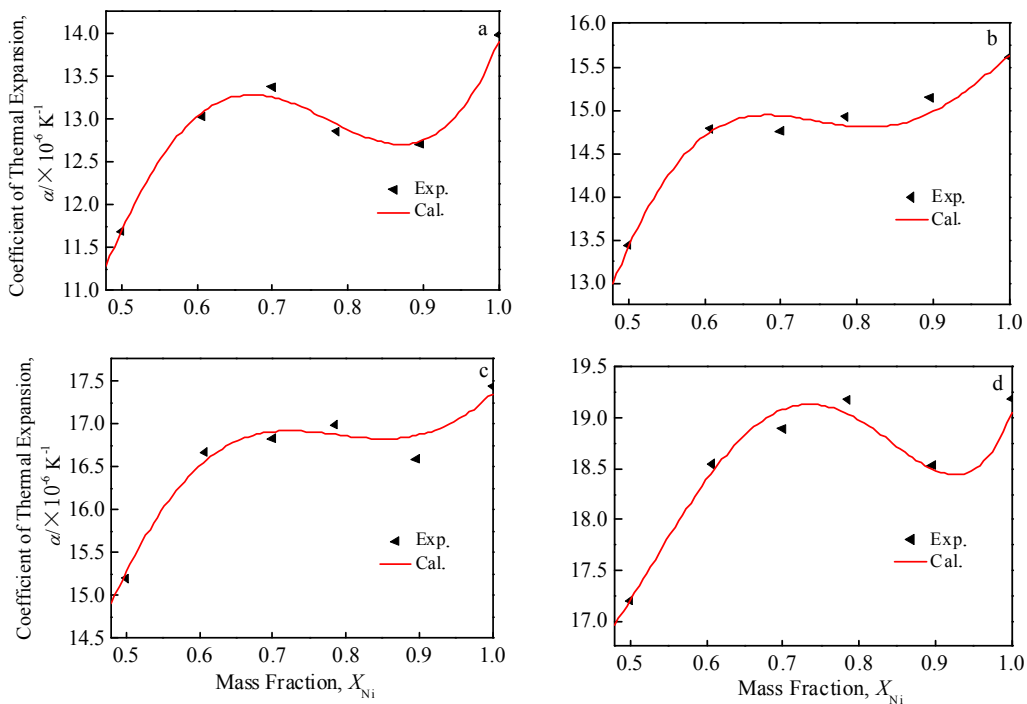 Coefficient of Themal Expansion,
α/×10⁻⁶ K⁻¹
a
14.0
13.5
13.0
12.5
12.0
11.5
11.0
Exp.
Cal.
0.5 0.6 0.7 0.8 0.9 1.0
b
16.0
15.5
15.0
14.5
14.0
13.5
13.0
Exp.
Cal.
0.5 0.6 0.7 0.8 0.9 1.0
Coefficient of Themal Expansion,
α/×10⁻⁶ K⁻¹
c
17.5
17.0
16.5
16.0
15.5
15.0
14.5
Exp.
Cal.
0.5 0.6 0.7 0.8 0.9 1.0
Mass Fraction, X_Ni
d
19.5
19.0
18.5
18.0
17.5
17.0
Exp.
Cal.
0.5 0.6 0.7 0.8 0.9 1.0
Mass Fraction, X_Ni